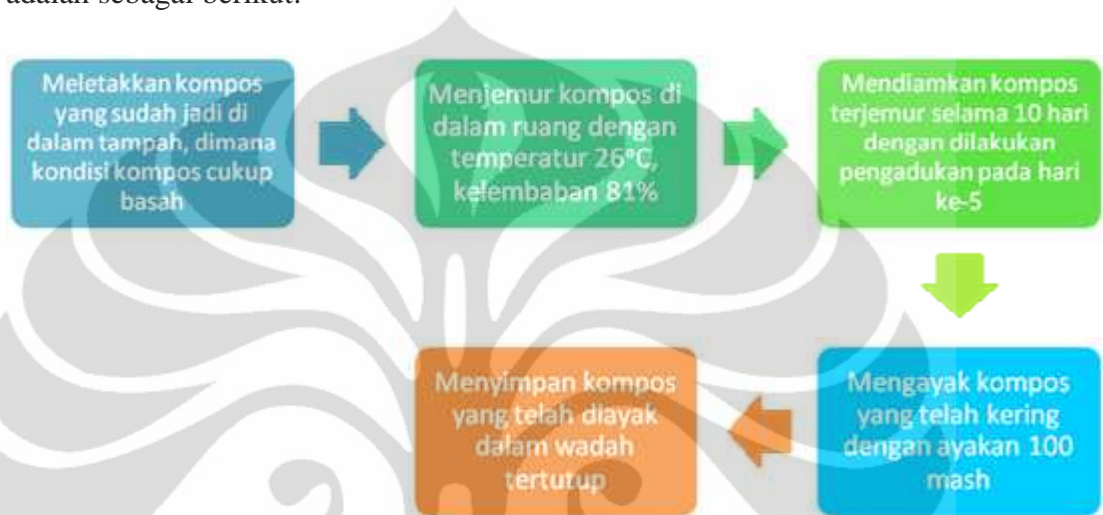 adalah sebagai berikut:
Meletakkan kompos
yang sudah jadi di
dalam tampah, dimana
kondisi kompos cukup
basah
Menjemur kompos di
dalam ruang dengan
temperatur 26°C,
kelembaban 81%
Mendiamkan kompos
terjemur selama 10 hari
dengan dilakukan
pengadukan pada hari
ke-5
Mengayak kompos
yang telah kering
dengan ayakan 100
mash
Menyimpan kompos
yang telah diayak
dalam wadah
tertutup